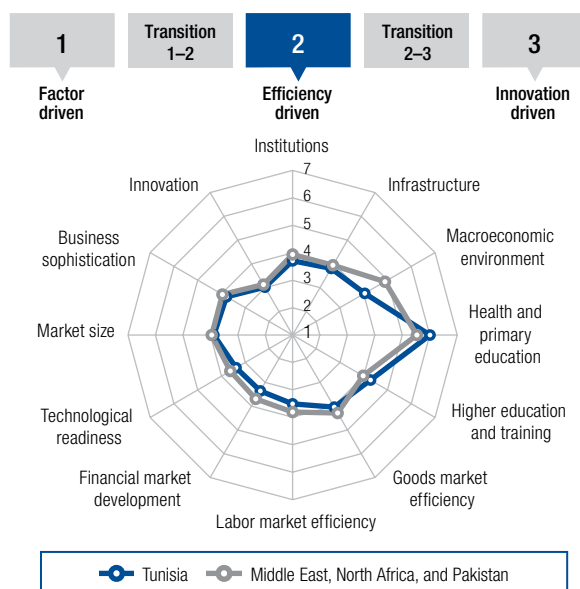 1
Transition
1–2
2
Transition
2–3
3
Factor
driven
Efficiency
driven
Innovation
driven
Institutions
7
Innovation
Infrastructure
6
5
Business
sophistication
Macroeconomic
environment
4
3
2
Market size
1
Health and
primary
education
Technological
readiness
Higher education
and training
Financial market
development
Goods market
efficiency
Labor market efficiency
Tunisia
Middle East, North Africa, and Pakistan